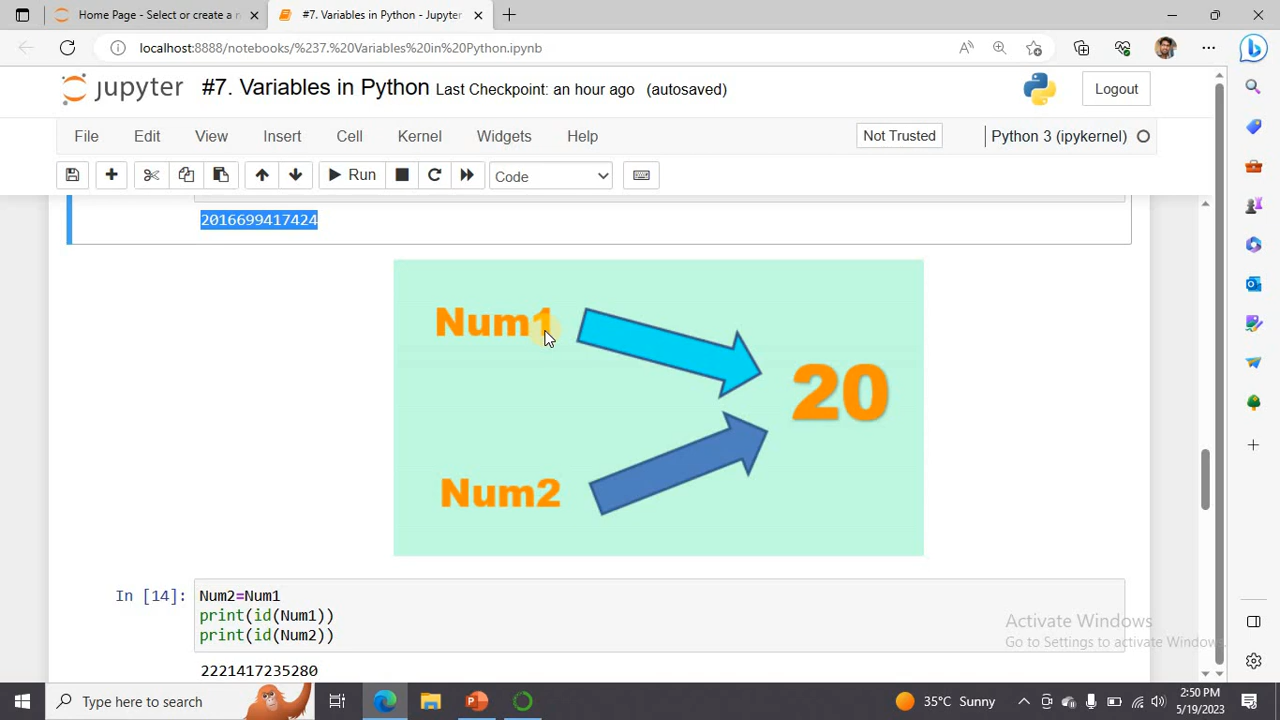 Home Page - Select or create a n
#7. Variables in Python - Jupyter
localhost:8888/notebooks/%237.%20Variables%20in%20Python.ipynb
jupyter #7. Variables in Python Last Checkpoint: an hour ago (autosaved)
Logout
File Edit View Insert Cell Kernel Widgets Help
Not Trusted
Python 3 (ipykernel)
Run
Code
2016699417424
Num1
20
Num2
In [14]: Num2=Num1
print(id(Num1))
print(id(Num2))
2221417235280
Activate Windows
Go to Settings to activate Windows.
Type here to search
35°C Sunny
2:50 PM
5/19/2023